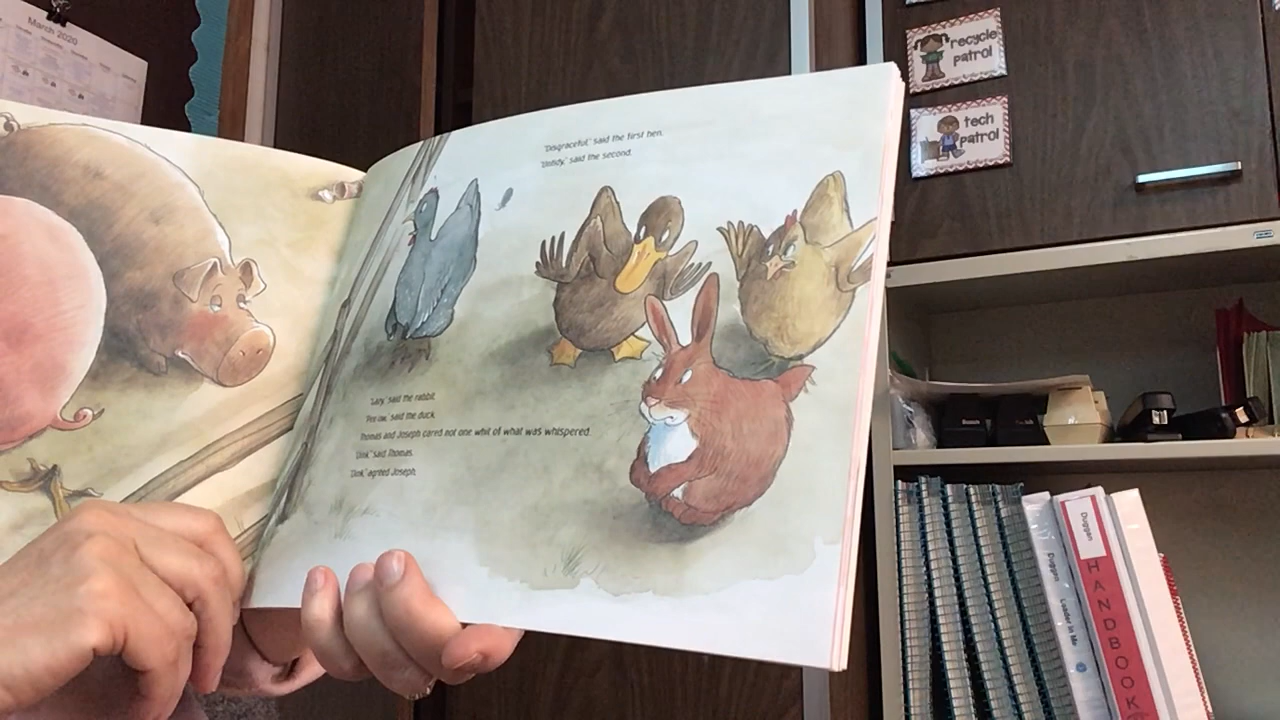 March 2020
recycle
patrol
tech
patrol
"Disgraceful," said the first hen.
"Untidy," said the second.
"Lazy," said the rabbit.
"Pee-ew," said the duck.
Thomas and Joseph cared not one whit of what was whispered.
"Oink," said Thomas.
"Oink," agreed Joseph.
Duggan
Leader in Me
Duggan
HANDBOOK